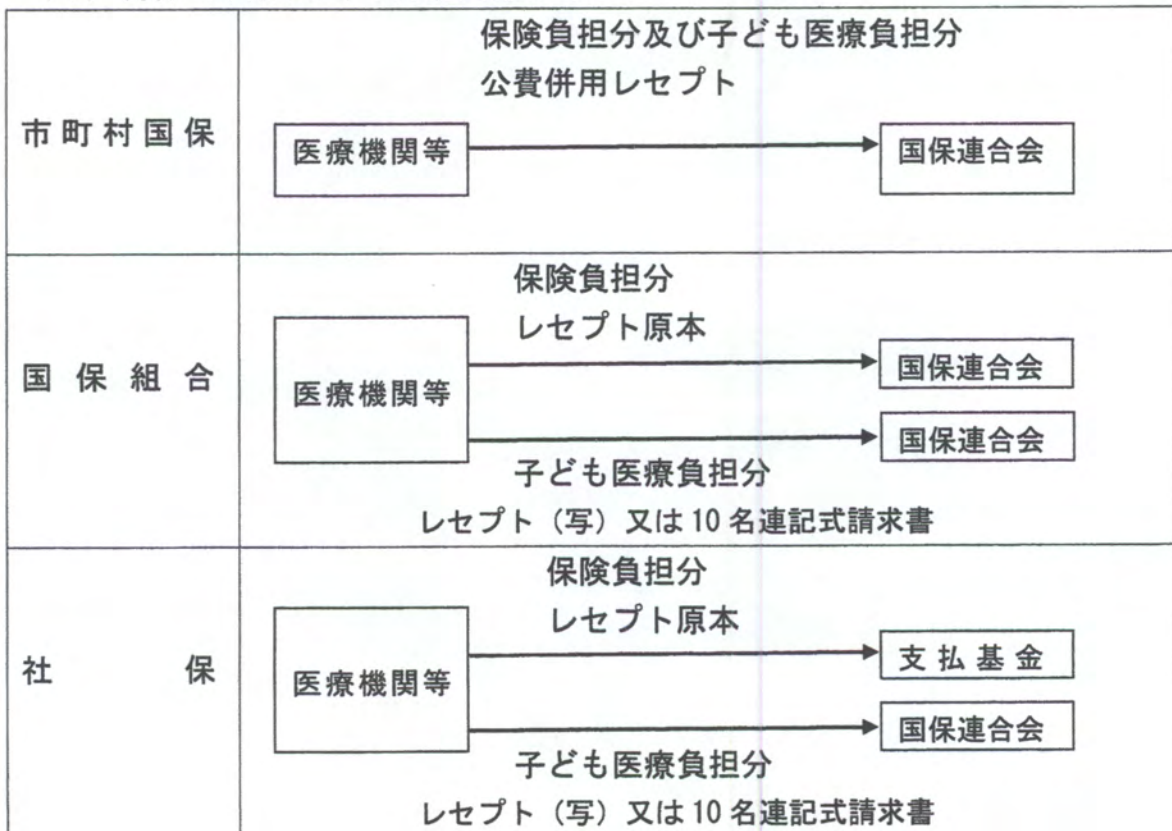 保険負担分及び子ども医療負担分
公費併用レセプト
市町村国保
医療機関等
国保連合会
保険負担分
レセプト原本
国保組合
医療機関等
国保連合会
国保連合会
子ども医療負担分
レセプト（写）又は10名連記式請求書
保険負担分
レセプト原本
社保
医療機関等
支払基金
国保連合会
子ども医療負担分
レセプト（写）又は10名連記式請求書